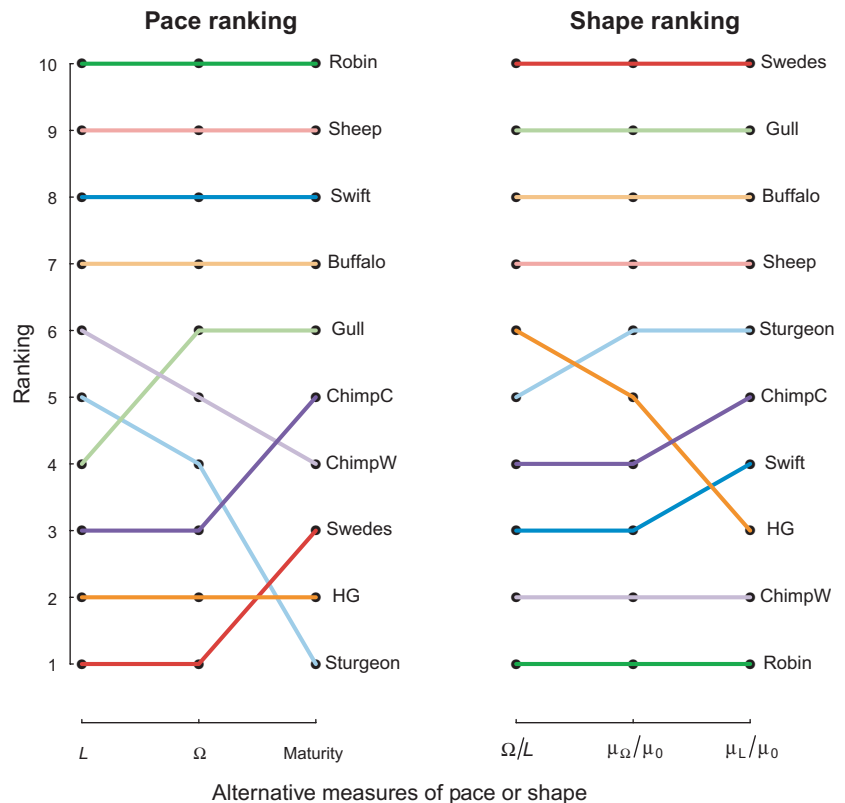 Pace ranking
Shape ranking
Ranking
10
9
8
7
6
5
4
3
2
1
Robin
Sheep
Swift
Buffalo
Gull
ChimpC
ChimpW
Swedes
HG
Sturgeon
L
Ω
Maturity
Swedes
Gull
Buffalo
Sheep
Sturgeon
ChimpC
Swift
HG
ChimpW
Robin
Ω/L
μΩ/μ0
μL/μ0
Alternative measures of pace or shape